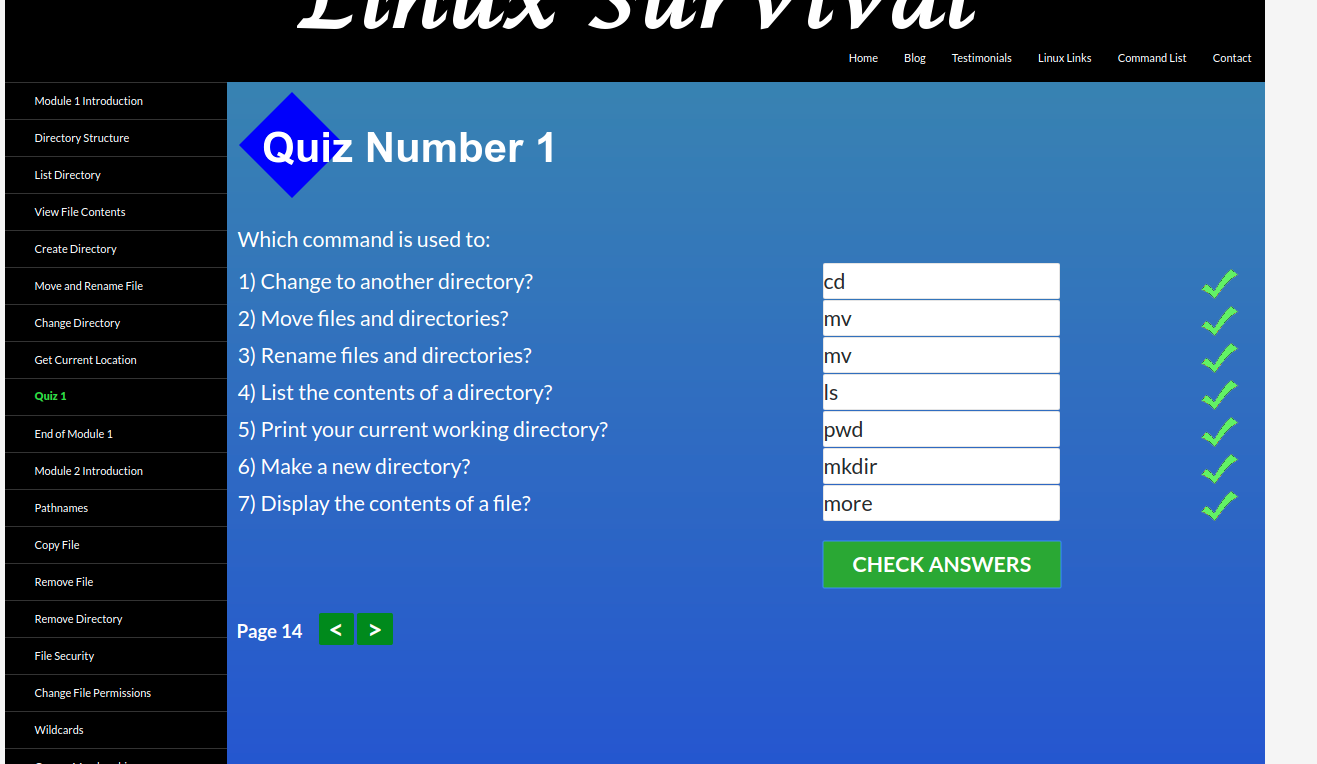 Linux Survival
Home Blog Testimonials Linux Links Command List Contact
Module 1 Introduction
Directory Structure
List Directory
View File Contents
Create Directory
Move and Rename File
Change Directory
Get Current Location
Quiz 1
End of Module 1
Module 2 Introduction
Pathnames
Copy File
Remove File
Remove Directory
File Security
Change File Permissions
Wildcards
Quiz Number 1
Which command is used to:
1) Change to another directory? cd
2) Move files and directories? mv
3) Rename files and directories? mv
4) List the contents of a directory? ls
5) Print your current working directory? pwd
6) Make a new directory? mkdir
7) Display the contents of a file? more
CHECK ANSWERS
Page 14 < >